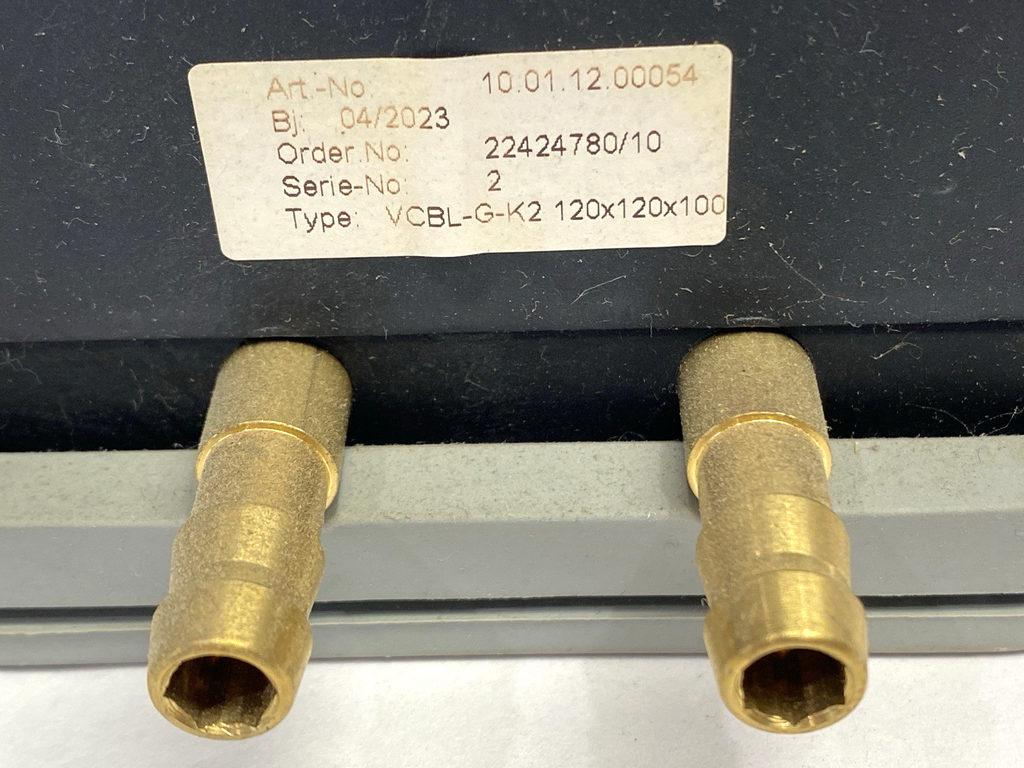 Art.-No: 10.01.12.00054
Bj: 04/2023
Order.No: 22424780/10
Serie-No: 2
Type: VCBL-G-K2 120x120x100